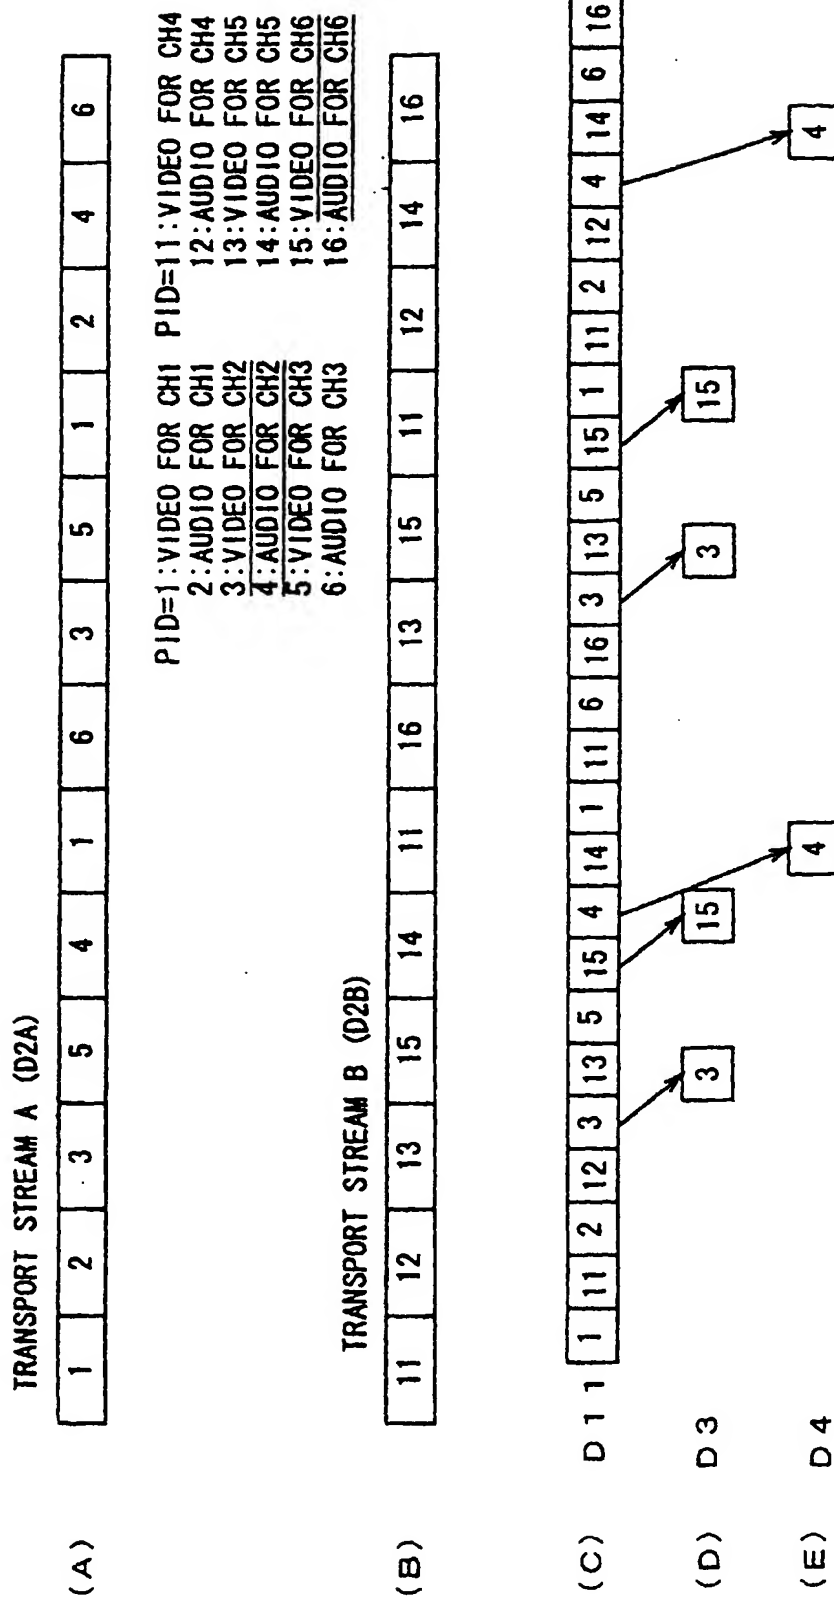 TRANSPORT STREAM A (D2A)
(A) 1 2 3 5 4 1 6 3 5 1 2 4 6
PID=1:VIDEO FOR CH1 PID=11:VIDEO FOR CH4
2:AUDIO FOR CH1 12:AUDIO FOR CH4
3:VIDEO FOR CH2 13:VIDEO FOR CH5
4:AUDIO FOR CH2 14:AUDIO FOR CH5
5:VIDEO FOR CH3 15:VIDEO FOR CH6
6:AUDIO FOR CH3 16:AUDIO FOR CH6
TRANSPORT STREAM B (D2B)
(B) 11 12 13 15 14 11 16 13 15 11 12 14 16
(C) D11 1 11 2 12 3 13 5 15 4 14 1 11 6 16 3 13 5 15 1 11 2 12 4 14 6 16
(D) D3 3 15 3 15
(E) D4 4 4